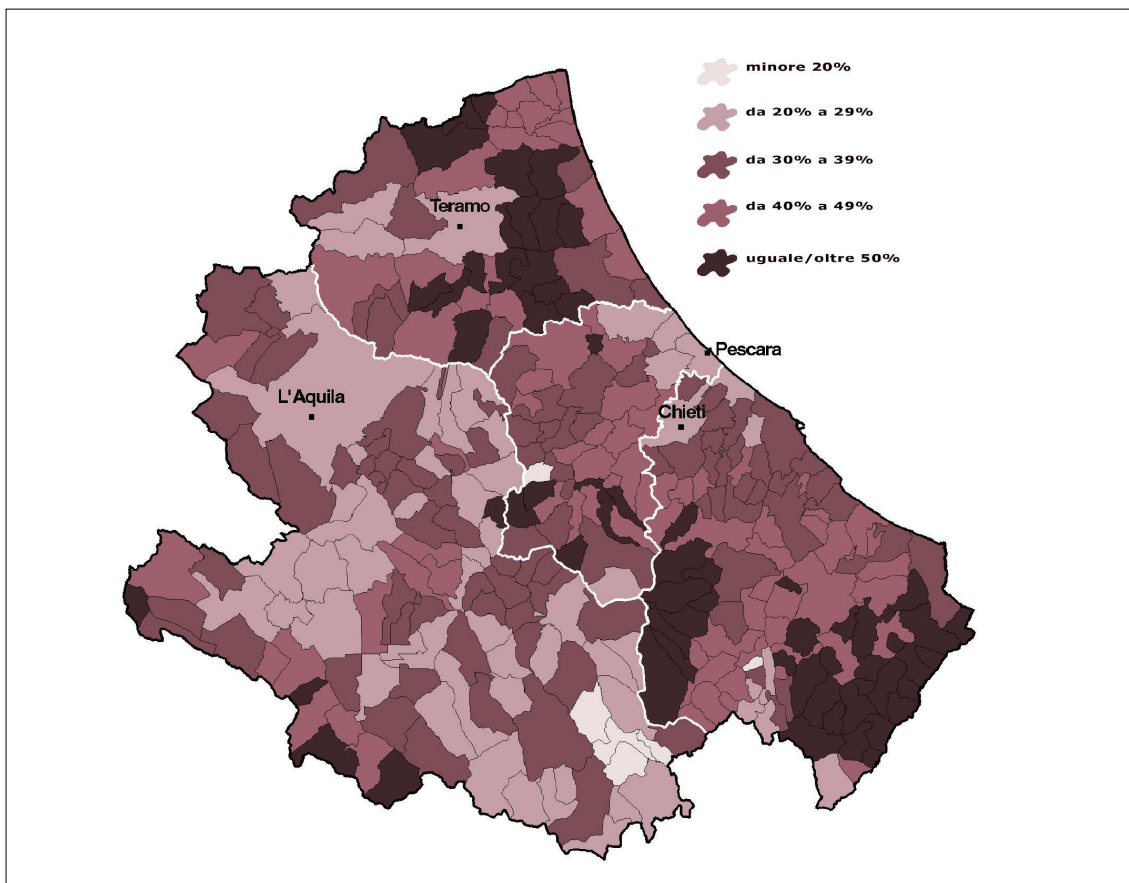 minore 20%
da 20% a 29%
da 30% a 39%
da 40% a 49%
uguale/oltre 50%
Teramo
Pescara
L'Aquila
Chieti